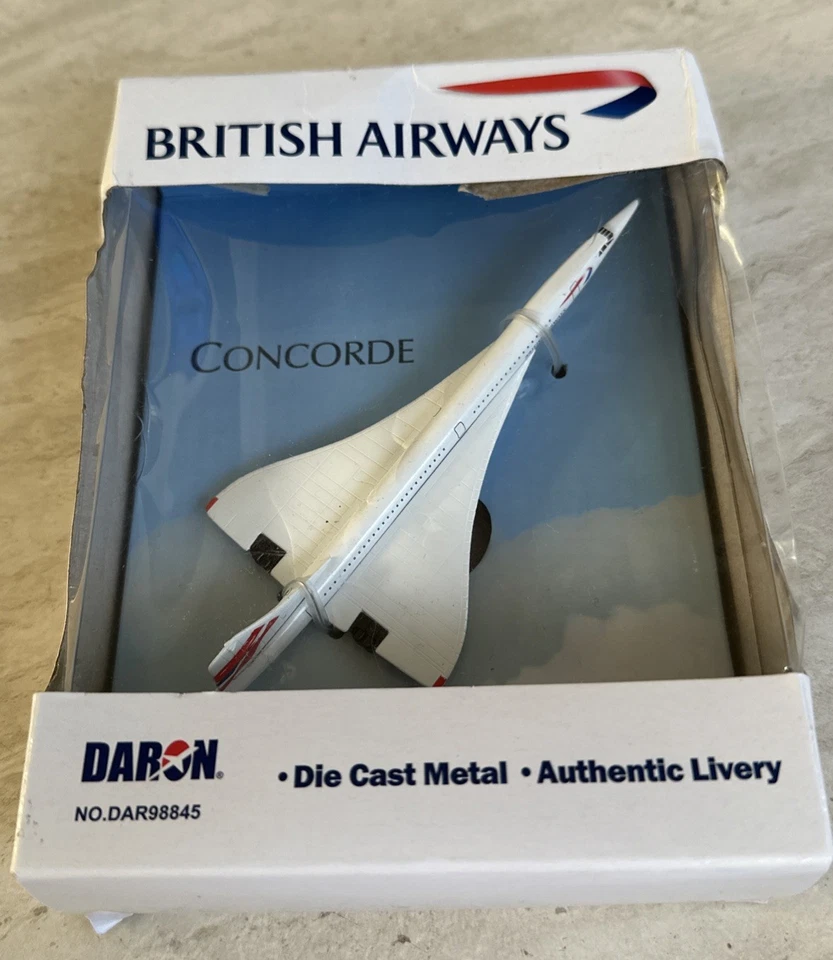 BRITISH AIRWAYS
CONCORDE
DARON®
NO.DAR98845
• Die Cast Metal • Authentic Livery